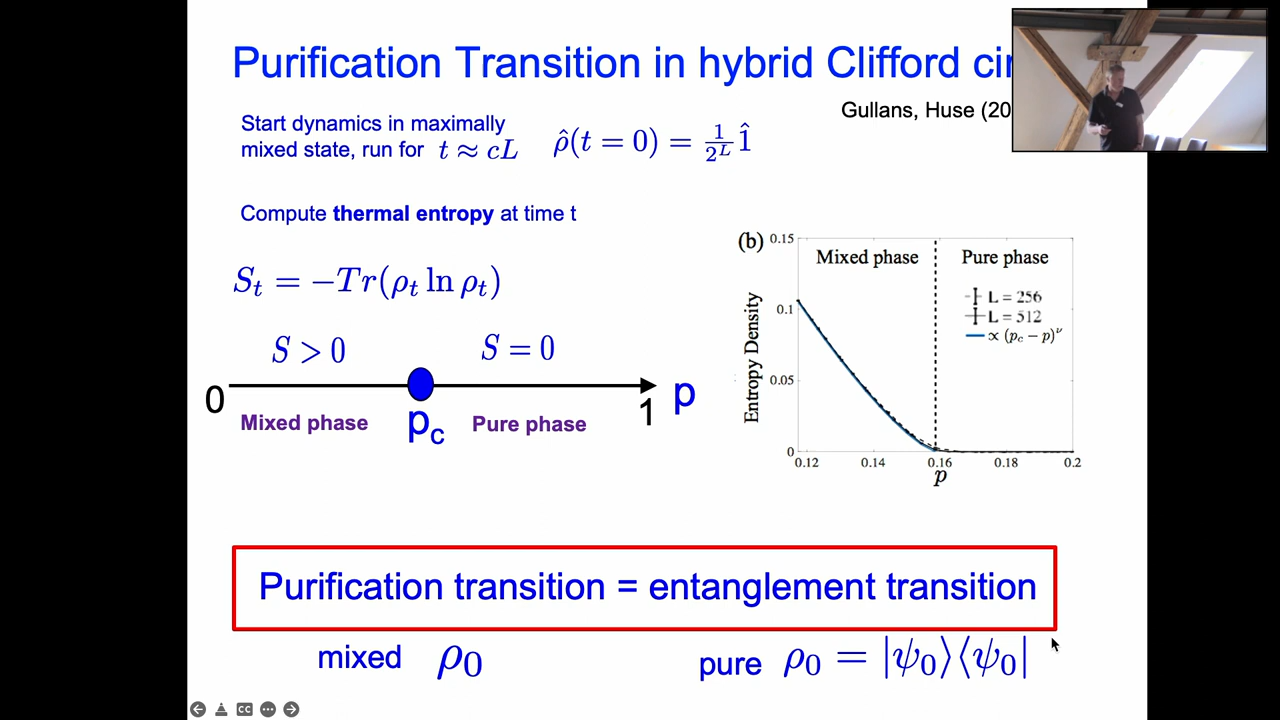 Purification Transition in hybrid Clifford cir
Gullans, Huse (20
Start dynamics in maximally
mixed state, run for t ≈ cL
ρ̂(t = 0) = 1/2^L 1̂
Compute thermal entropy at time t
S_t = −Tr(ρ_t ln ρ_t)
S > 0
S = 0
0
1
p
Mixed phase
p_c
Pure phase
(b)
0.15
0.1
0.05
0
Entropy Density
Mixed phase
Pure phase
L = 256
L = 512
∝ (p_c − p)^ν
0.12 0.14 0.16 0.18 0.2
p
Purification transition = entanglement transition
mixed ρ_0
pure ρ_0 = |ψ_0⟩⟨ψ_0|
CC